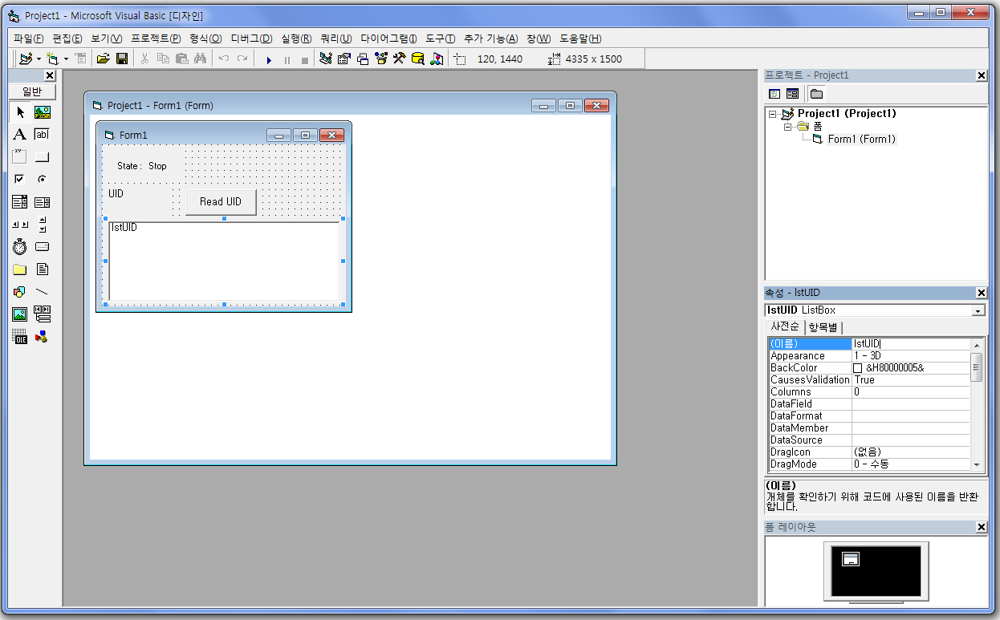 Project1 - Microsoft Visual Basic [디자인]
파일(F) 편집(E) 보기(V) 프로젝트(P) 형식(O) 디버그(D) 실행(R) 쿼리(U) 다이어그램(I) 도구(T) 추가 기능(A) 창(W) 도움말(H)
120, 1440 4335 x 1500
일반
A ab|
xy
OLE
Project1 - Form1 (Form)
Form1
State : Stop
UID
Read UID
lstUID
프로젝트 - Project1
Project1 (Project1)
폼
Form1 (Form1)
속성 - lstUID
lstUID ListBox
사전순 항목별
(이름) lstUID
Appearance 1 - 3D
BackColor &H80000005&
CausesValidation True
Columns 0
DataField
DataFormat
DataMember
DataSource
DragIcon (없음)
DragMode 0 - 수동
(이름)
개체를 확인하기 위해 코드에 사용된 이름을 반환
합니다.
폼 레이아웃